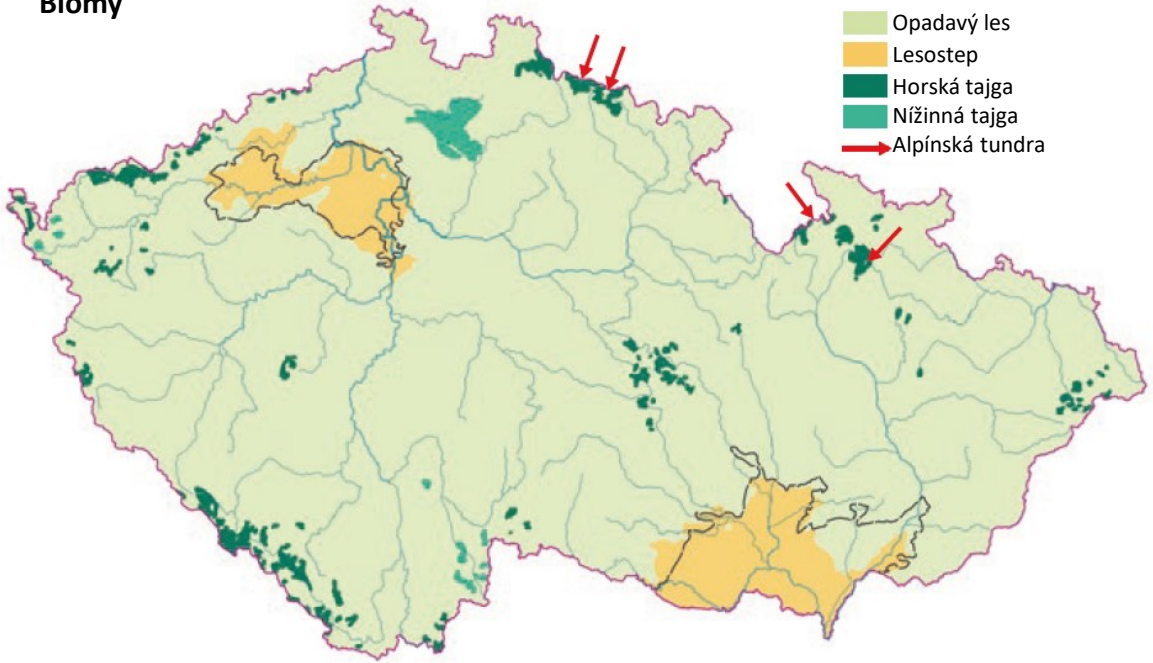 Biomy
Opadavý les
Lesostep
Horská tajga
Nížinná tajga
Alpínská tundra